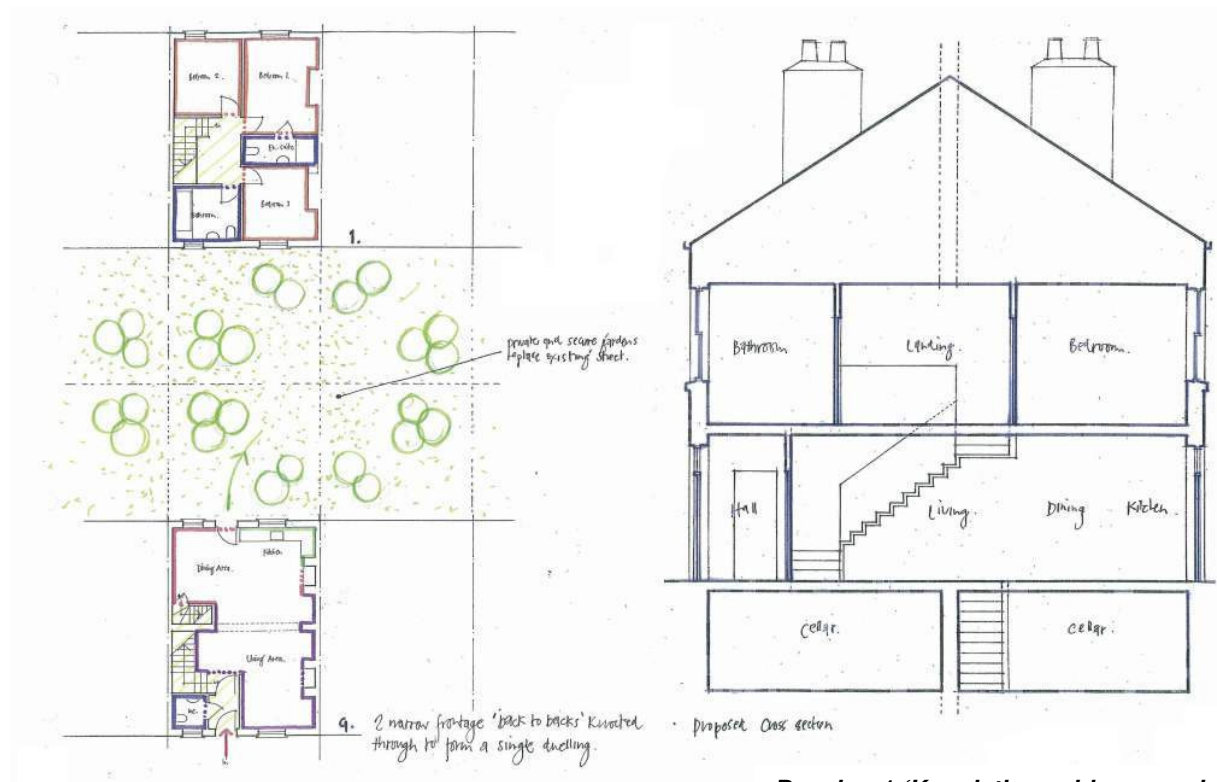 Bedroom 2.
Bedroom 1.
dn
En-suite
Bathroom.
Bedroom 3
1.
private and secure gardens
replace existing street.
Kitchen
Dining Area.
Living Area.
WC.
in
G.
2 narrow frontage 'back to backs' knocked
through to form a single dwelling.
Bathroom
Landing.
Bedroom.
Hall
Living.
Dining
Kitchen.
Cellar.
Cellar.
· Proposed Cross section